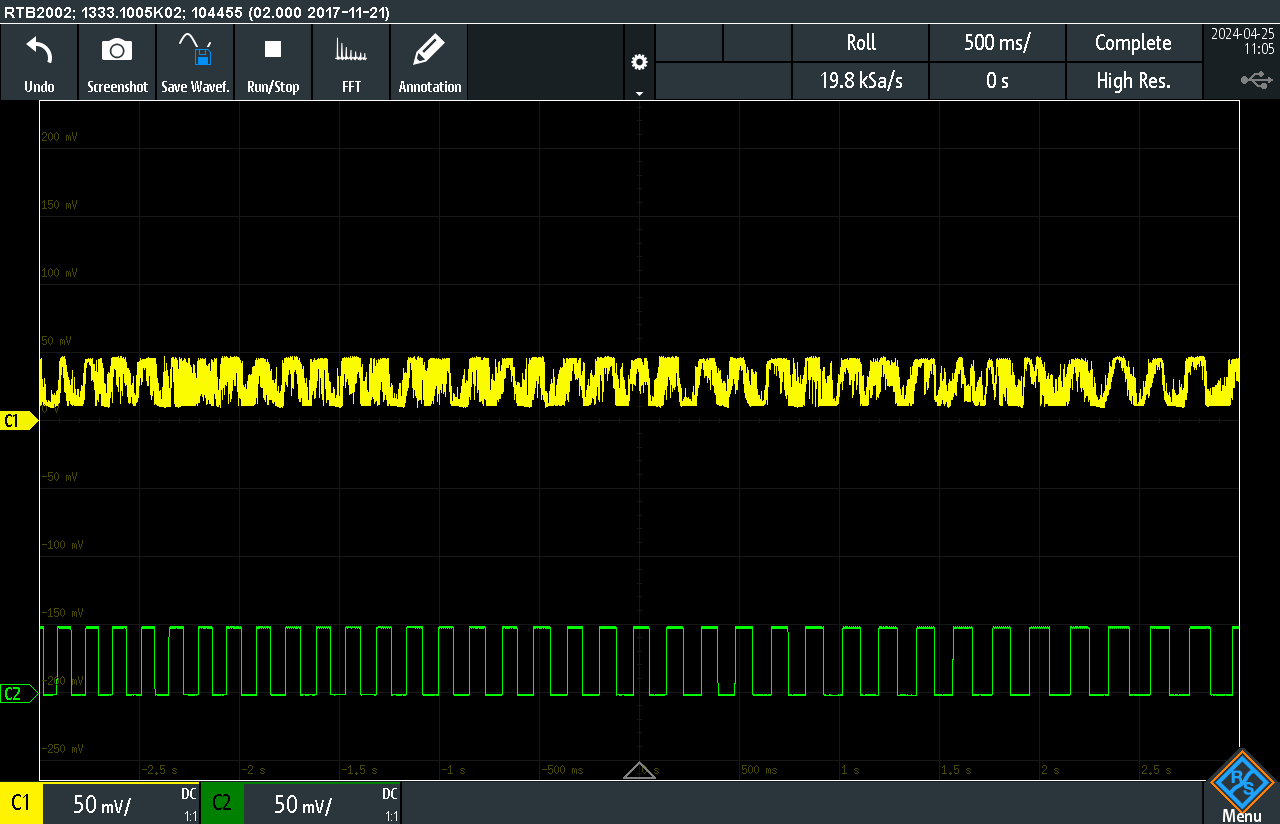 RTB2002; 1333.1005K02; 104455 (02.000 2017-11-21)
Undo
Screenshot
Save Wavef.
Run/Stop
FFT
Annotation
Roll
500 ms/
Complete
19.8 kSa/s
0 s
High Res.
2024-04-25
11:05
200 mV
150 mV
100 mV
50 mV
C1
-50 mV
-100 mV
-150 mV
-200 mV
C2
-250 mV
-2.5 s
-2 s
-1.5 s
-1 s
-500 ms
500 ms
1 s
1.5 s
2 s
2.5 s
C1
50 mV/
DC
1:1
C2
50 mV/
DC
1:1
R
S
Menu